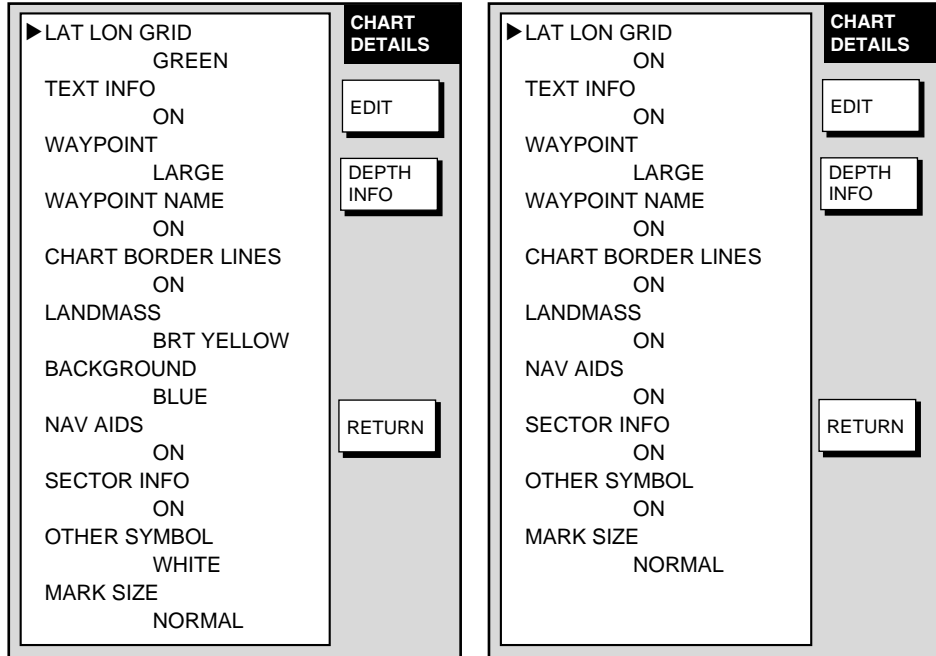 ▶LAT LON GRID
GREEN
TEXT INFO
ON
WAYPOINT
LARGE
WAYPOINT NAME
ON
CHART BORDER LINES
ON
LANDMASS
BRT YELLOW
BACKGROUND
BLUE
NAV AIDS
ON
SECTOR INFO
ON
OTHER SYMBOL
WHITE
MARK SIZE
NORMAL
CHART
DETAILS
EDIT
DEPTH
INFO
RETURN
▶LAT LON GRID
ON
TEXT INFO
ON
WAYPOINT
LARGE
WAYPOINT NAME
ON
CHART BORDER LINES
ON
LANDMASS
ON
NAV AIDS
ON
SECTOR INFO
ON
OTHER SYMBOL
ON
MARK SIZE
NORMAL
CHART
DETAILS
EDIT
DEPTH
INFO
RETURN